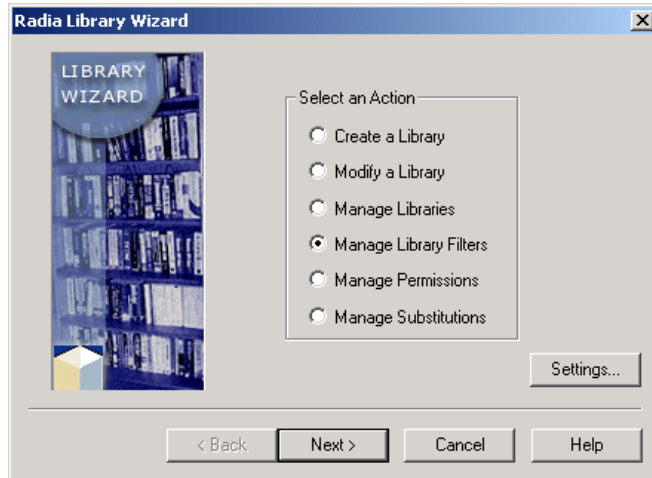 Radia Library Wizard
LIBRARY
WIZARD
Select an Action
Create a Library
Modify a Library
Manage Libraries
Manage Library Filters
Manage Permissions
Manage Substitutions
Settings...
< Back
Next >
Cancel
Help